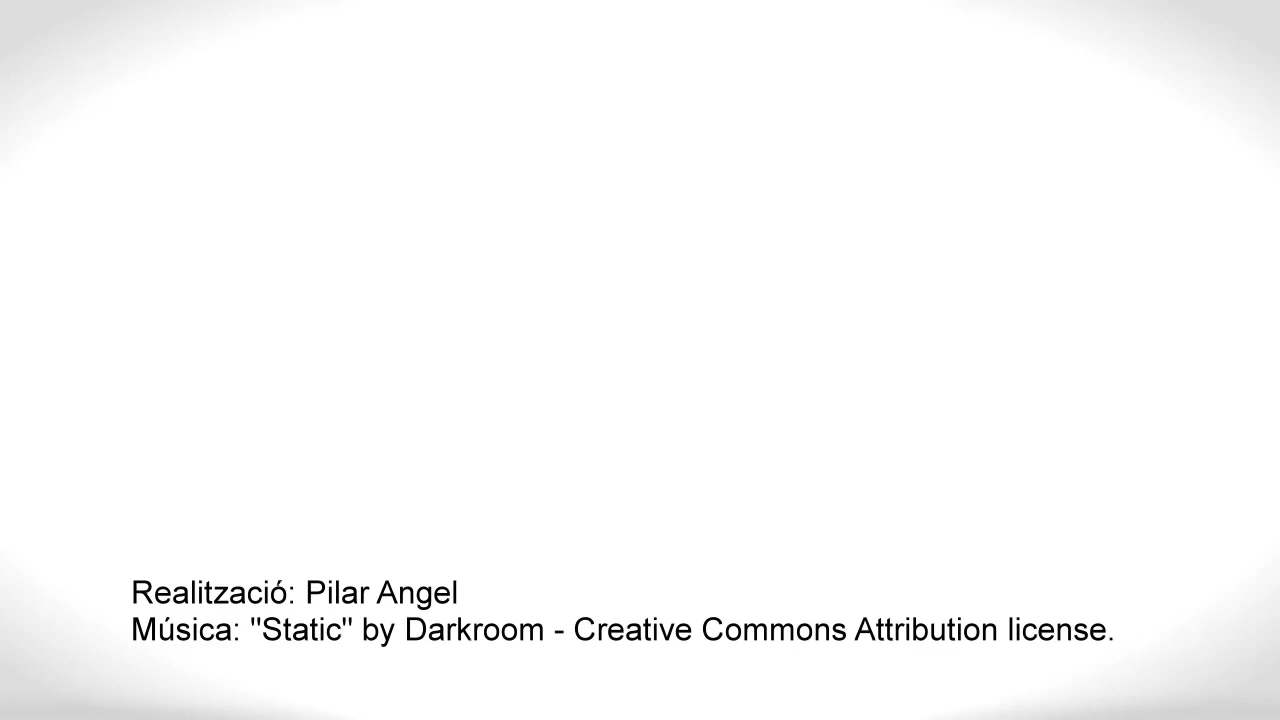 Realització: Pilar Angel
Música: "Static" by Darkroom - Creative Commons Attribution license.